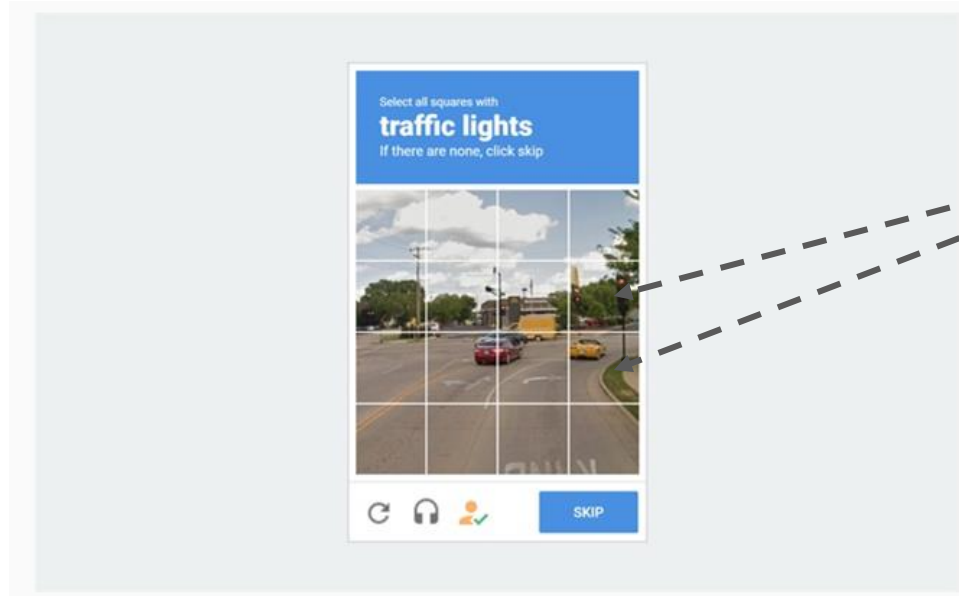 Select all squares with
traffic lights
If there are none, click skip
SKIP